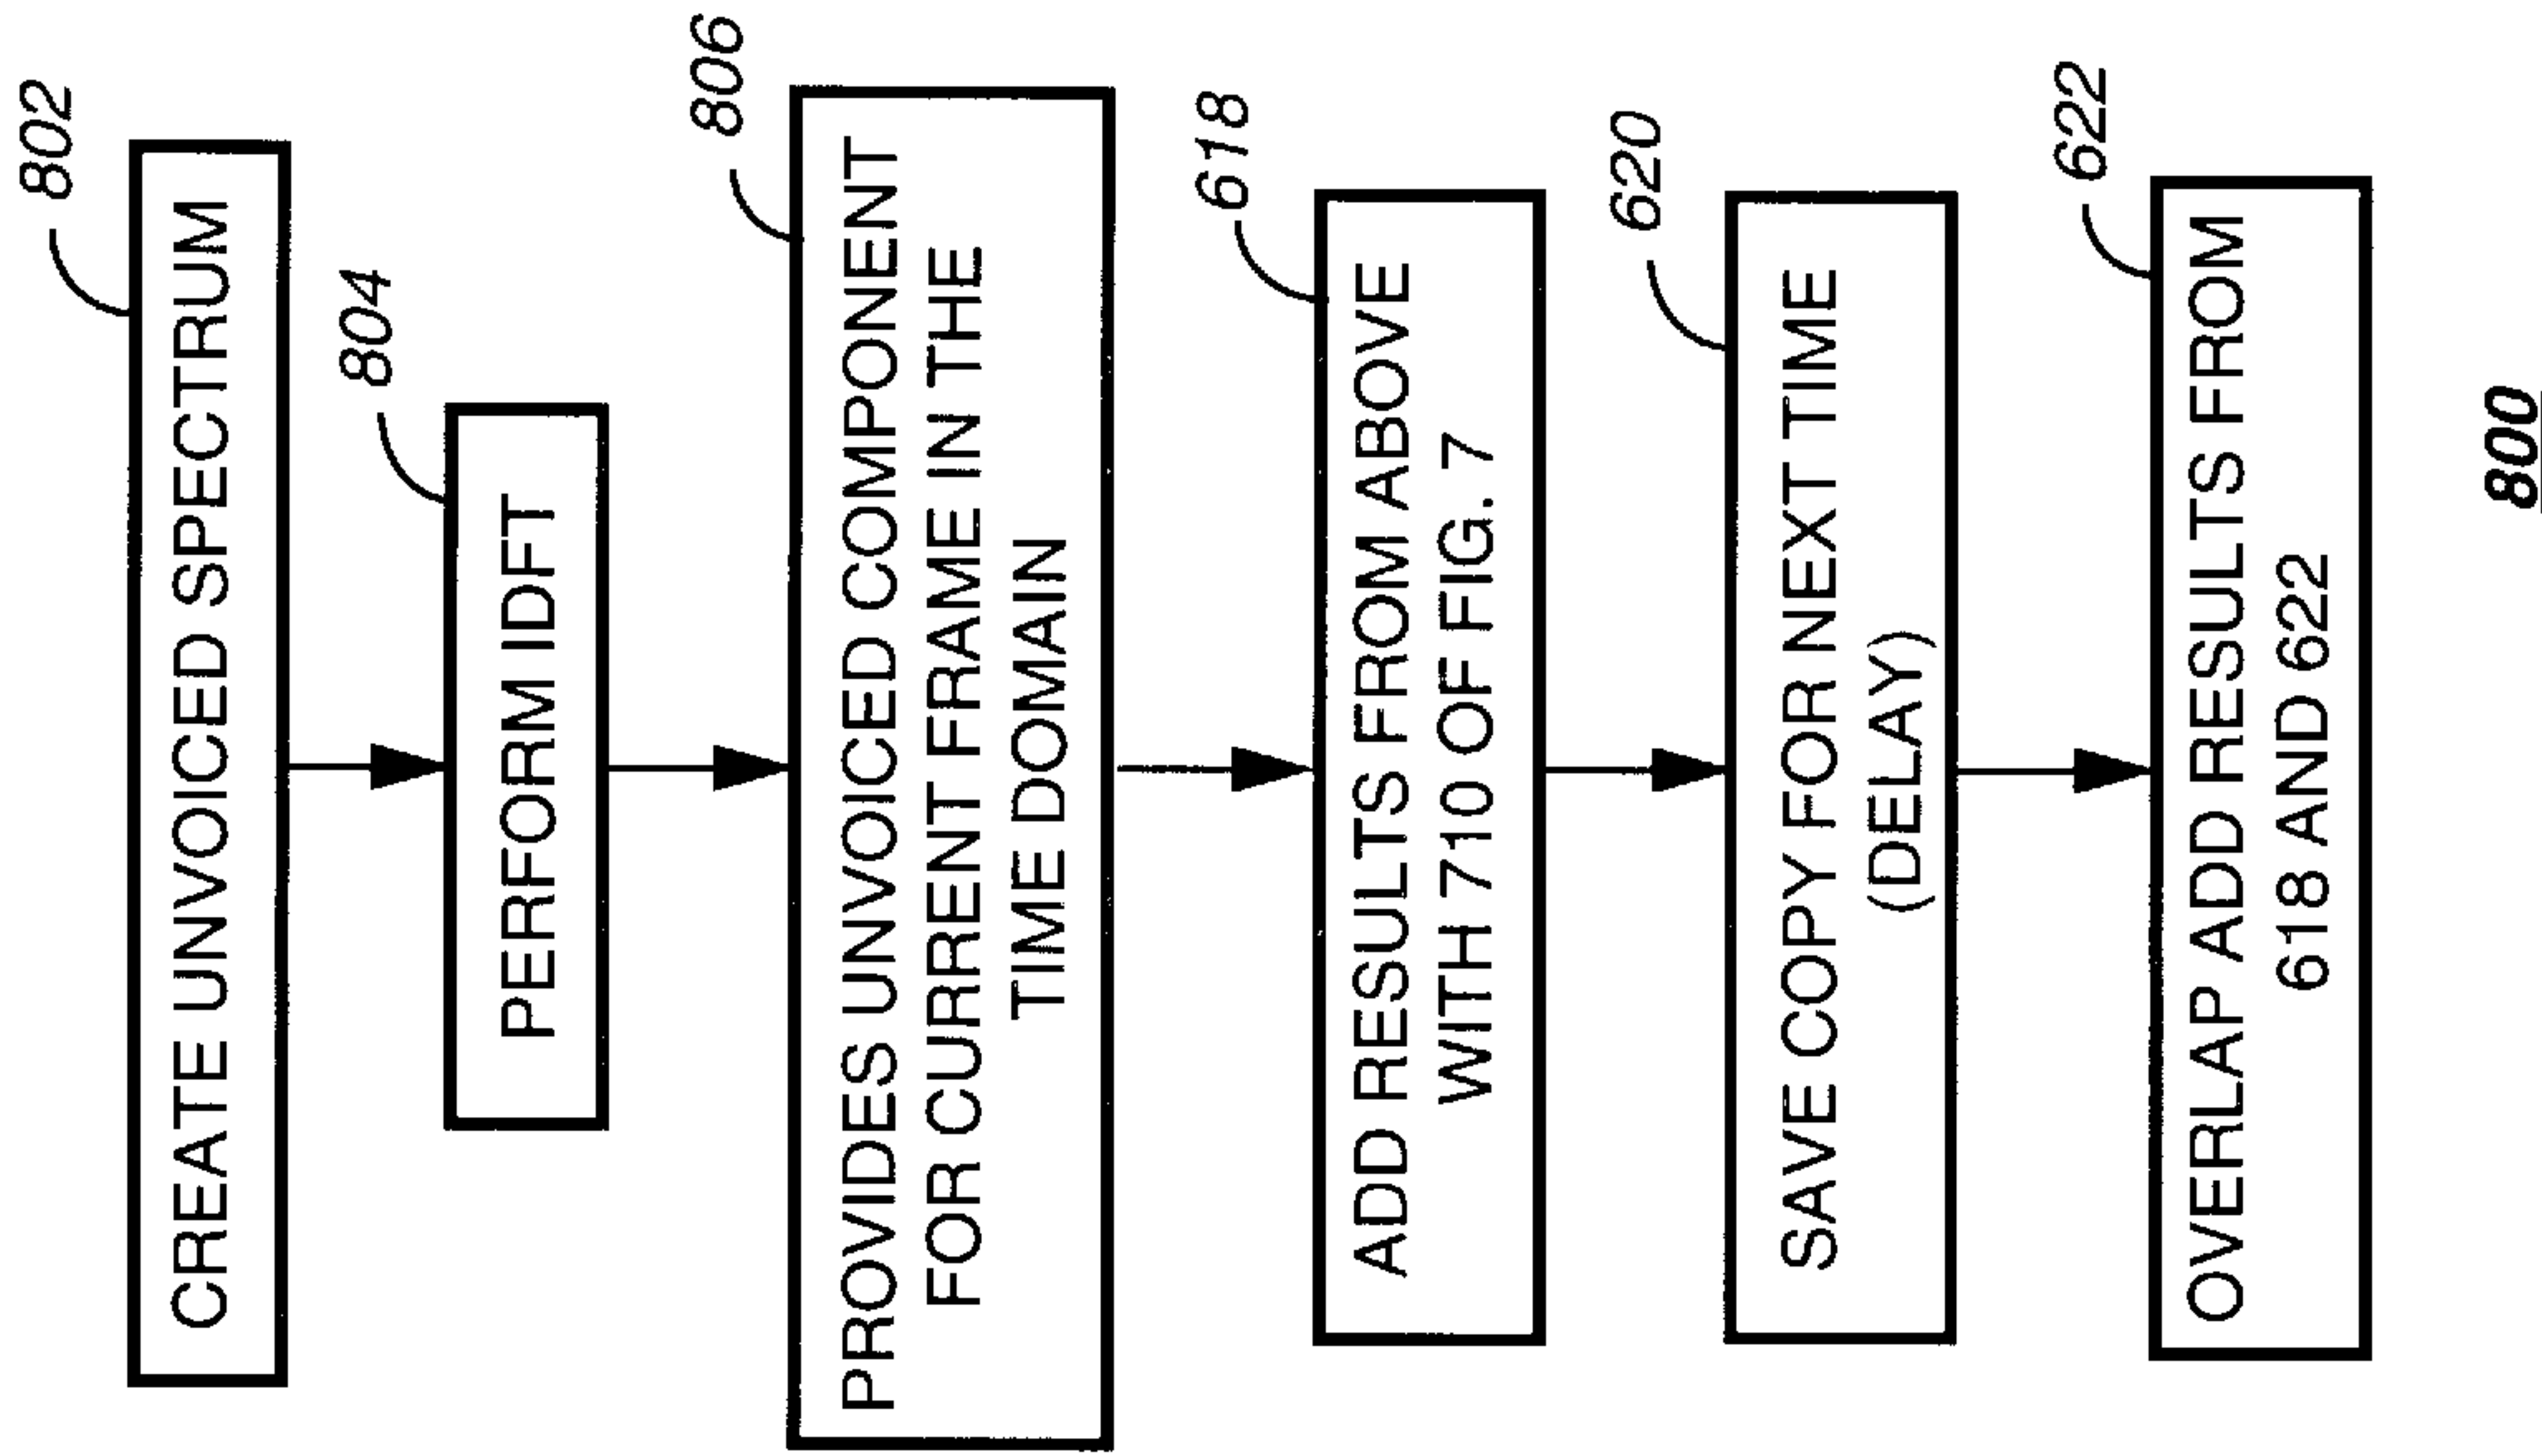 802
CREATE UNVOICED SPECTRUM
804
PERFORM IDFT
806
PROVIDES UNVOICED COMPONENT
FOR CURRENT FRAME IN THE
TIME DOMAIN
618
ADD RESULTS FROM ABOVE
WITH 710 OF FIG. 7
620
SAVE COPY FOR NEXT TIME
(DELAY)
622
OVERLAP ADD RESULTS FROM
618 AND 622
800